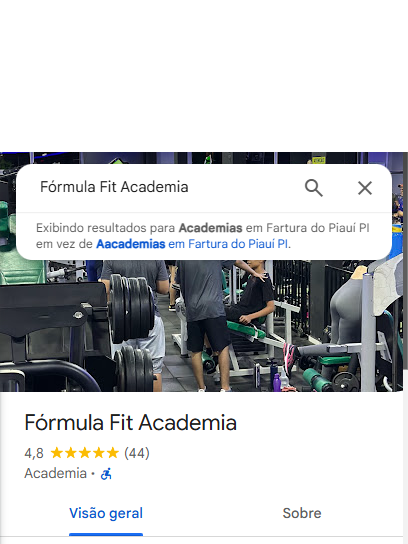 Fórmula Fit Academia
Exibindo resultados para Academias em Fartura do Piauí PI
em vez de Aacademias em Fartura do Piauí PI.
Fórmula Fit Academia
4,8 (44)
Academia ·
Visão geral Sobre